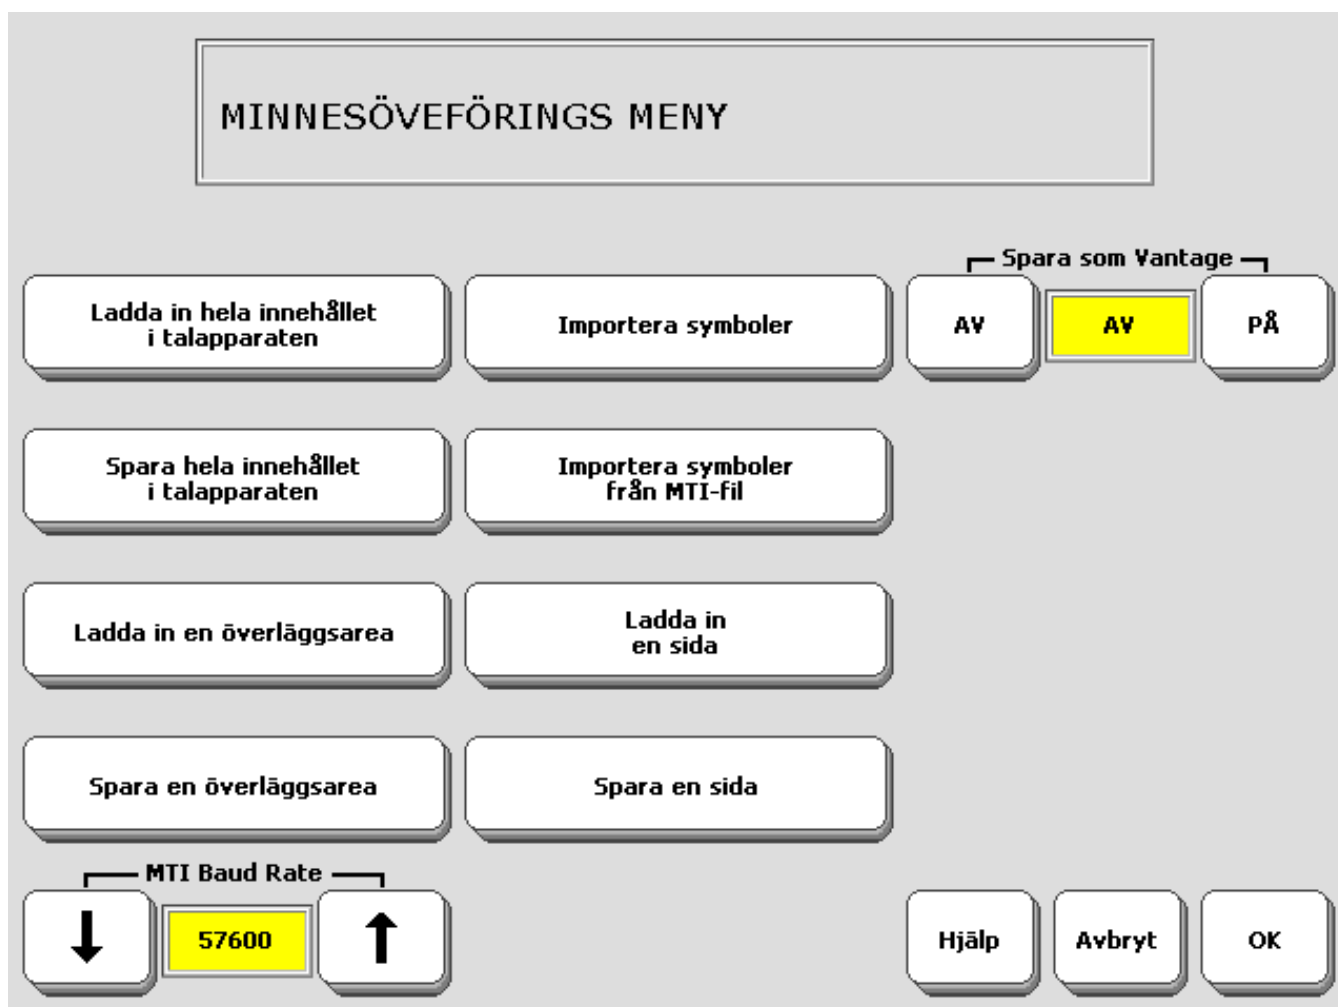 MINNESÖVEFÖRINGS MENY
Spara som Vantage
Ladda in hela innehållet
i talapparaten
Importera symboler
AV
AV
PÅ
Spara hela innehållet
i talapparaten
Importera symboler
från MTI-fil
Ladda in en överläggsarea
Ladda in
en sida
Spara en överläggsarea
Spara en sida
MTI Baud Rate
↓
57600
↑
Hjälp
Avbryt
OK